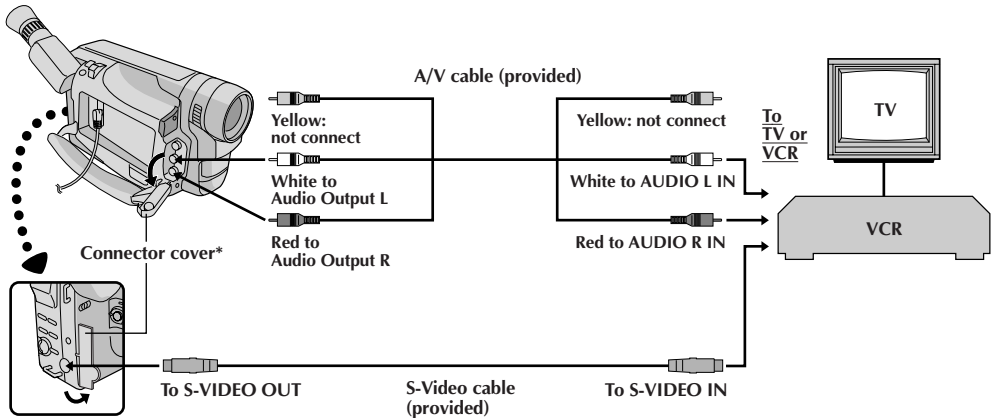 A/V cable (provided)
Yellow:
not connect
White to
Audio Output L
Red to
Audio Output R
Yellow: not connect
White to AUDIO L IN
Red to AUDIO R IN
To
TV or
VCR
TV
VCR
Connector cover*
To S-VIDEO OUT
S-Video cable
(provided)
To S-VIDEO IN